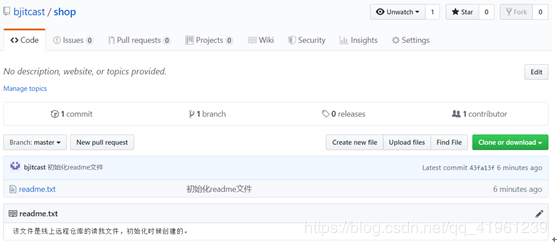 bjitcast / shop
Unwatch 1 Star 0 Fork 0
Code Issues 0 Pull requests 0 Projects 0 Wiki Security Insights Settings
No description, website, or topics provided. Edit
Manage topics
1 commit 1 branch 0 releases 1 contributor
Branch: master New pull request Create new file Upload files Find File Clone or download
bjitcast 初始化readme文件 Latest commit 43fa13f 6 minutes ago
readme.txt 初始化readme文件 6 minutes ago
readme.txt
该文件是线上远程仓库的读我文件，初始化时候创建的。
https://blog.csdn.net/qq_41961239